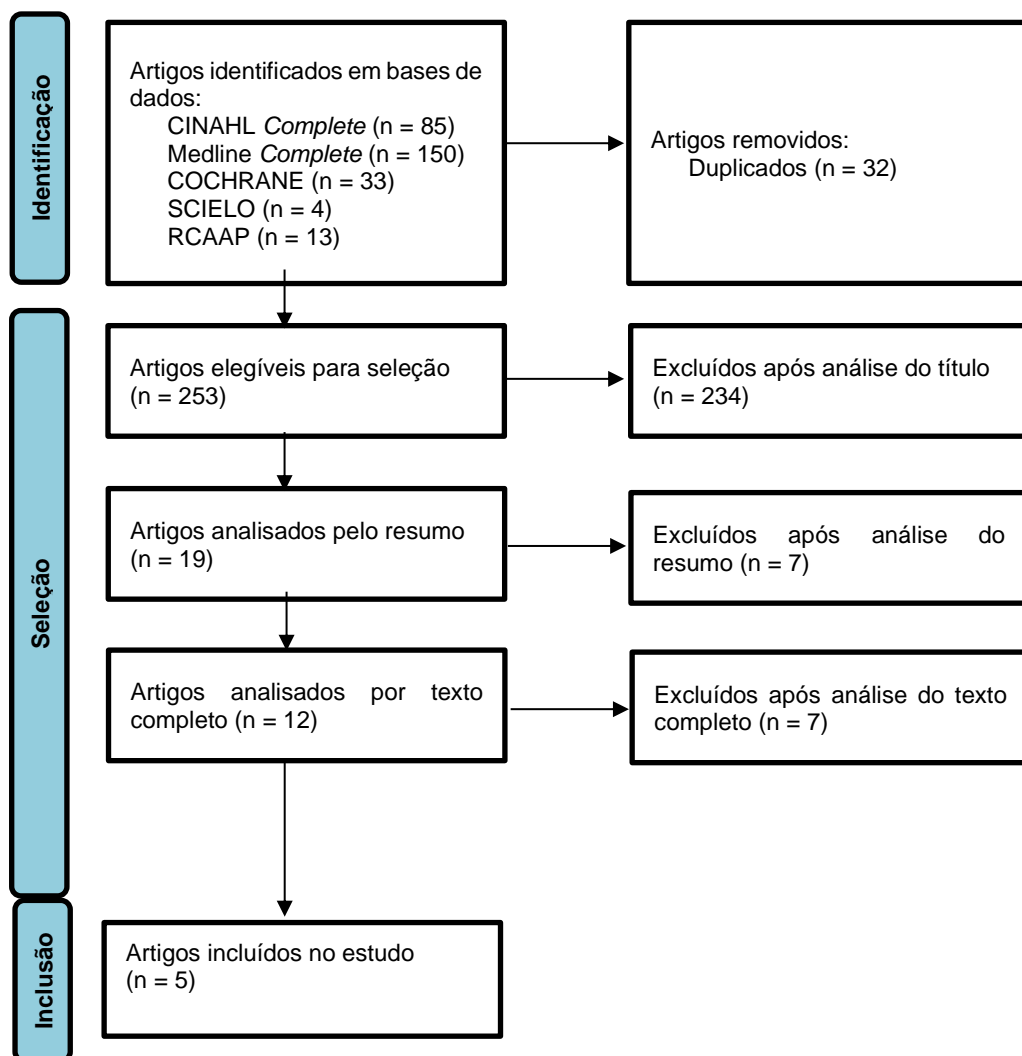 Identificação
Artigos identificados em bases de
dados:
CINAHL Complete (n = 85)
Medline Complete (n = 150)
COCHRANE (n = 33)
SCIELO (n = 4)
RCAAP (n = 13)
Artigos removidos:
Duplicados (n = 32)
Seleção
Artigos elegíveis para seleção
(n = 253)
Excluídos após análise do título
(n = 234)
Artigos analisados pelo resumo
(n = 19)
Excluídos após análise do
resumo (n = 7)
Artigos analisados por texto
completo (n = 12)
Excluídos após análise do texto
completo (n = 7)
Inclusão
Artigos incluídos no estudo
(n = 5)